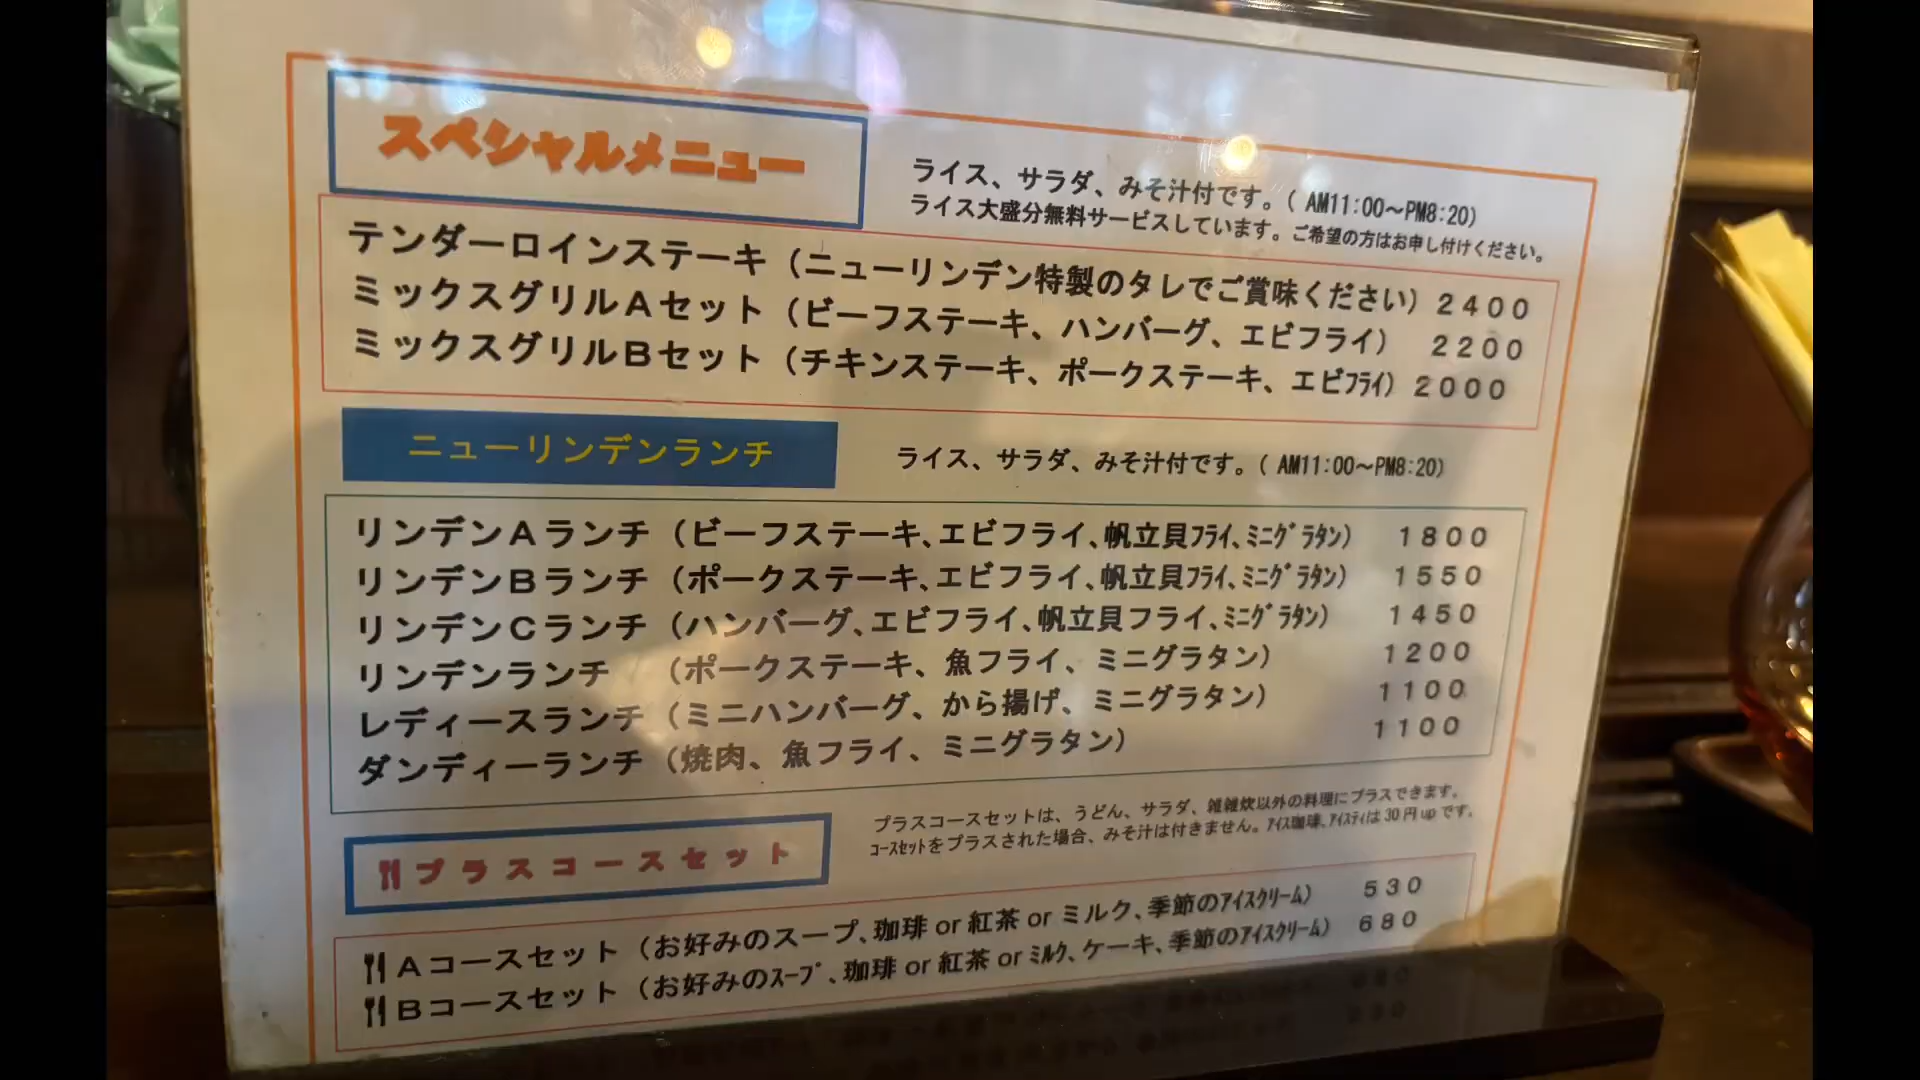 スペシャルメニュー
ライス、サラダ、みそ汁付です。( AM11:00～PM8:20)
ライス大盛分無料サービスしています。ご希望の方はお申し付けください。
テンダーロインステーキ（ニューリンデン特製のタレでご賞味ください） 2400
ミックスグリルAセット（ビーフステーキ、ハンバーグ、エビフライ） 2200
ミックスグリルBセット（チキンステーキ、ポークステーキ、エビﾌﾗｲ） 2000
ニューリンデンランチ
ライス、サラダ、みそ汁付です。( AM11:00～PM8:20)
リンデンAランチ（ビーフステーキ､エビフライ､帆立貝ﾌﾗｲ､ﾐﾆｸﾞﾗﾀﾝ） 1800
リンデンBランチ（ポークステーキ､エビフライ､帆立貝ﾌﾗｲ､ﾐﾆｸﾞﾗﾀﾝ） 1550
リンデンCランチ（ハンバーグ､エビフライ､帆立貝フライ､ﾐﾆｸﾞﾗﾀﾝ） 1450
リンデンランチ （ポークステーキ、魚フライ、ミニグラタン） 1200
レディースランチ（ミニハンバーグ、から揚げ、ミニグラタン） 1100
ダンディーランチ（焼肉、魚フライ、ミニグラタン） 1100
プラスコースセット
プラスコースセットは、うどん、サラダ、雑雑炊以外の料理にプラスできます。
ｺｰｽｾｯﾄをプラスされた場合、みそ汁は付きません。ｱｲｽ珈琲､ｱｲｽﾃｨは30円upです。
Aコースセット（お好みのスープ､珈琲 or 紅茶 or ミルク､季節のｱｲｽｸﾘｰﾑ） 530
Bコースセット（お好みのｽｰﾌﾟ､珈琲 or 紅茶 or ﾐﾙｸ､ケーキ､季節のｱｲｽｸﾘｰﾑ） 680